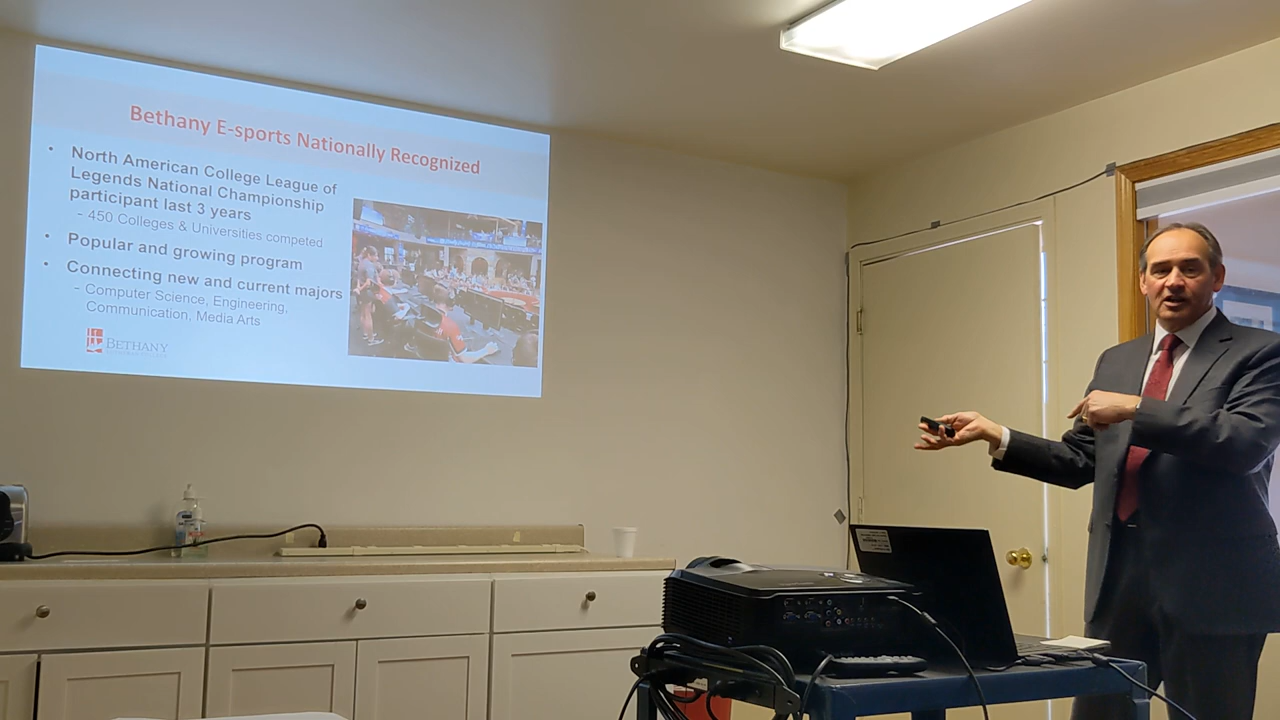 Bethany E-sports Nationally Recognized
• North American College League of
Legends National Championship
participant last 3 years
- 450 Colleges & Universities competed
• Popular and growing program
• Connecting new and current majors
- Computer Science, Engineering,
Communication, Media Arts
BETHANY